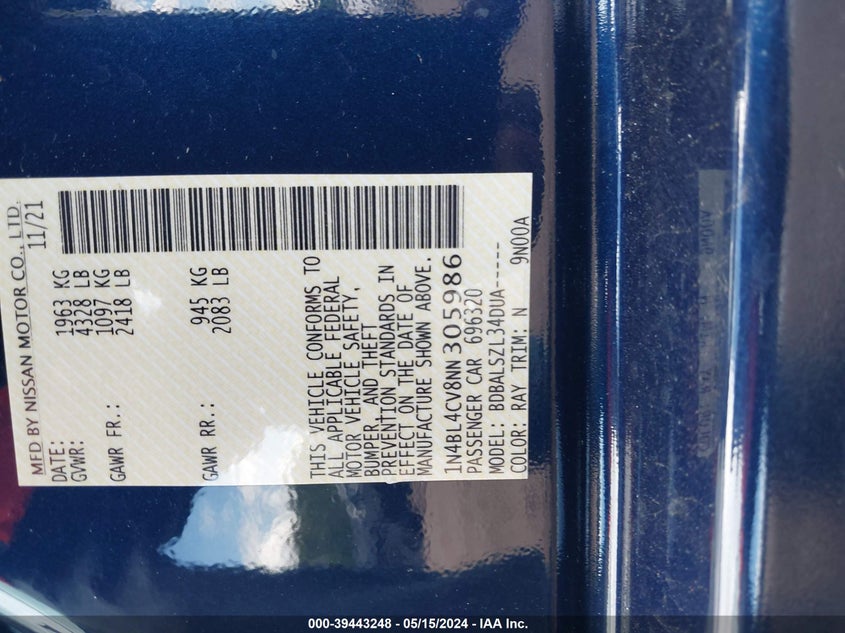 MFD BY NISSAN MOTOR CO., LTD.
DATE: 11/21
GVWR: 1963 KG
4328 LB
GAWR FR.: 1097 KG
2418 LB
GAWR RR.: 945 KG
2083 LB
THIS VEHICLE CONFORMS TO
ALL APPLICABLE FEDERAL
MOTOR VEHICLE SAFETY,
BUMPER, AND THEFT
PREVENTION STANDARDS IN
EFFECT ON THE DATE OF
MANUFACTURE SHOWN ABOVE.
1N4BL4CV8NN305986
PASSENGER CAR 696320
MODEL: BDBALSZL34DUA-----
COLOR: RAY TRIM: N 9N00A
000-39443248 - 05/15/2024 - IAA Inc.